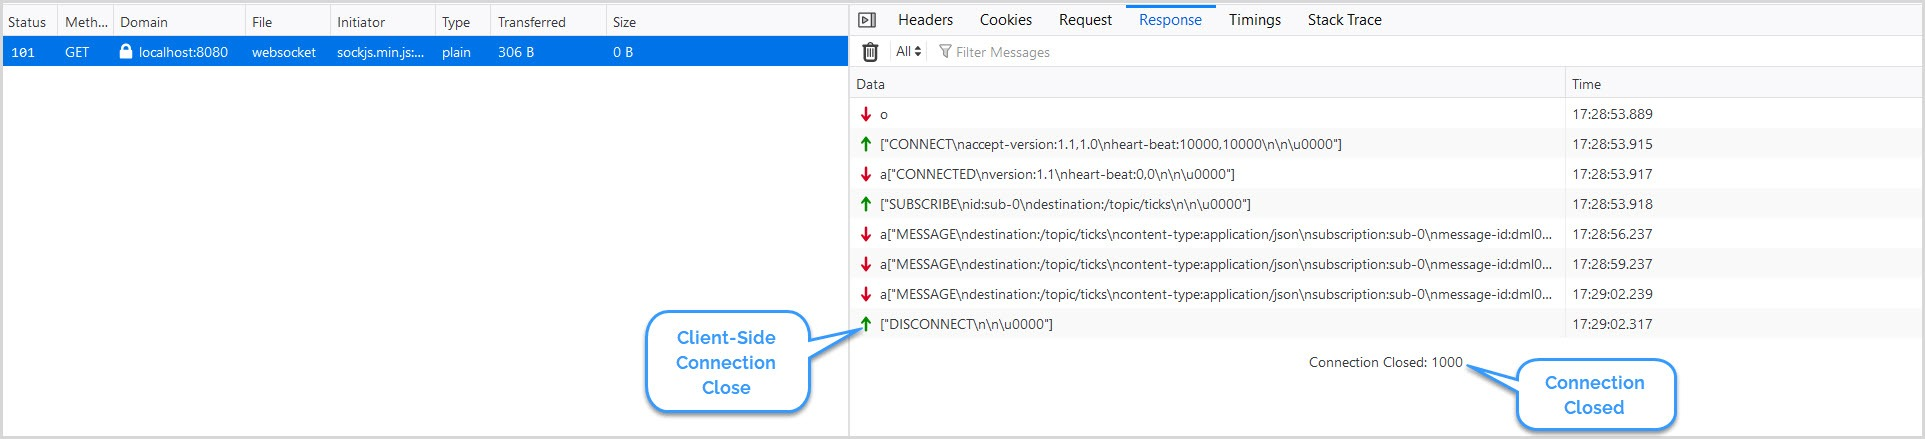 Status Meth... Domain File Initiator Type Transferred Size
101 GET localhost:8080 websocket sockjs.min.js:... plain 306 B 0 B
Headers Cookies Request Response Timings Stack Trace
All Filter Messages
Data Time
o 17:28:53.889
["CONNECT\naccept-version:1.1,1.0\nheart-beat:10000,10000\n\n\u0000"] 17:28:53.915
a["CONNECTED\nversion:1.1\nheart-beat:0,0\n\n\u0000"] 17:28:53.917
["SUBSCRIBE\nid:sub-0\ndestination:/topic/ticks\n\n\u0000"] 17:28:53.918
a["MESSAGE\ndestination:/topic/ticks\ncontent-type:application/json\nsubscription:sub-0\nmessage-id:dml0... 17:28:56.237
a["MESSAGE\ndestination:/topic/ticks\ncontent-type:application/json\nsubscription:sub-0\nmessage-id:dml0... 17:28:59.237
a["MESSAGE\ndestination:/topic/ticks\ncontent-type:application/json\nsubscription:sub-0\nmessage-id:dml0... 17:29:02.239
["DISCONNECT\n\n\u0000"] 17:29:02.317
Client-Side
Connection
Close
Connection Closed: 1000
Connection
Closed